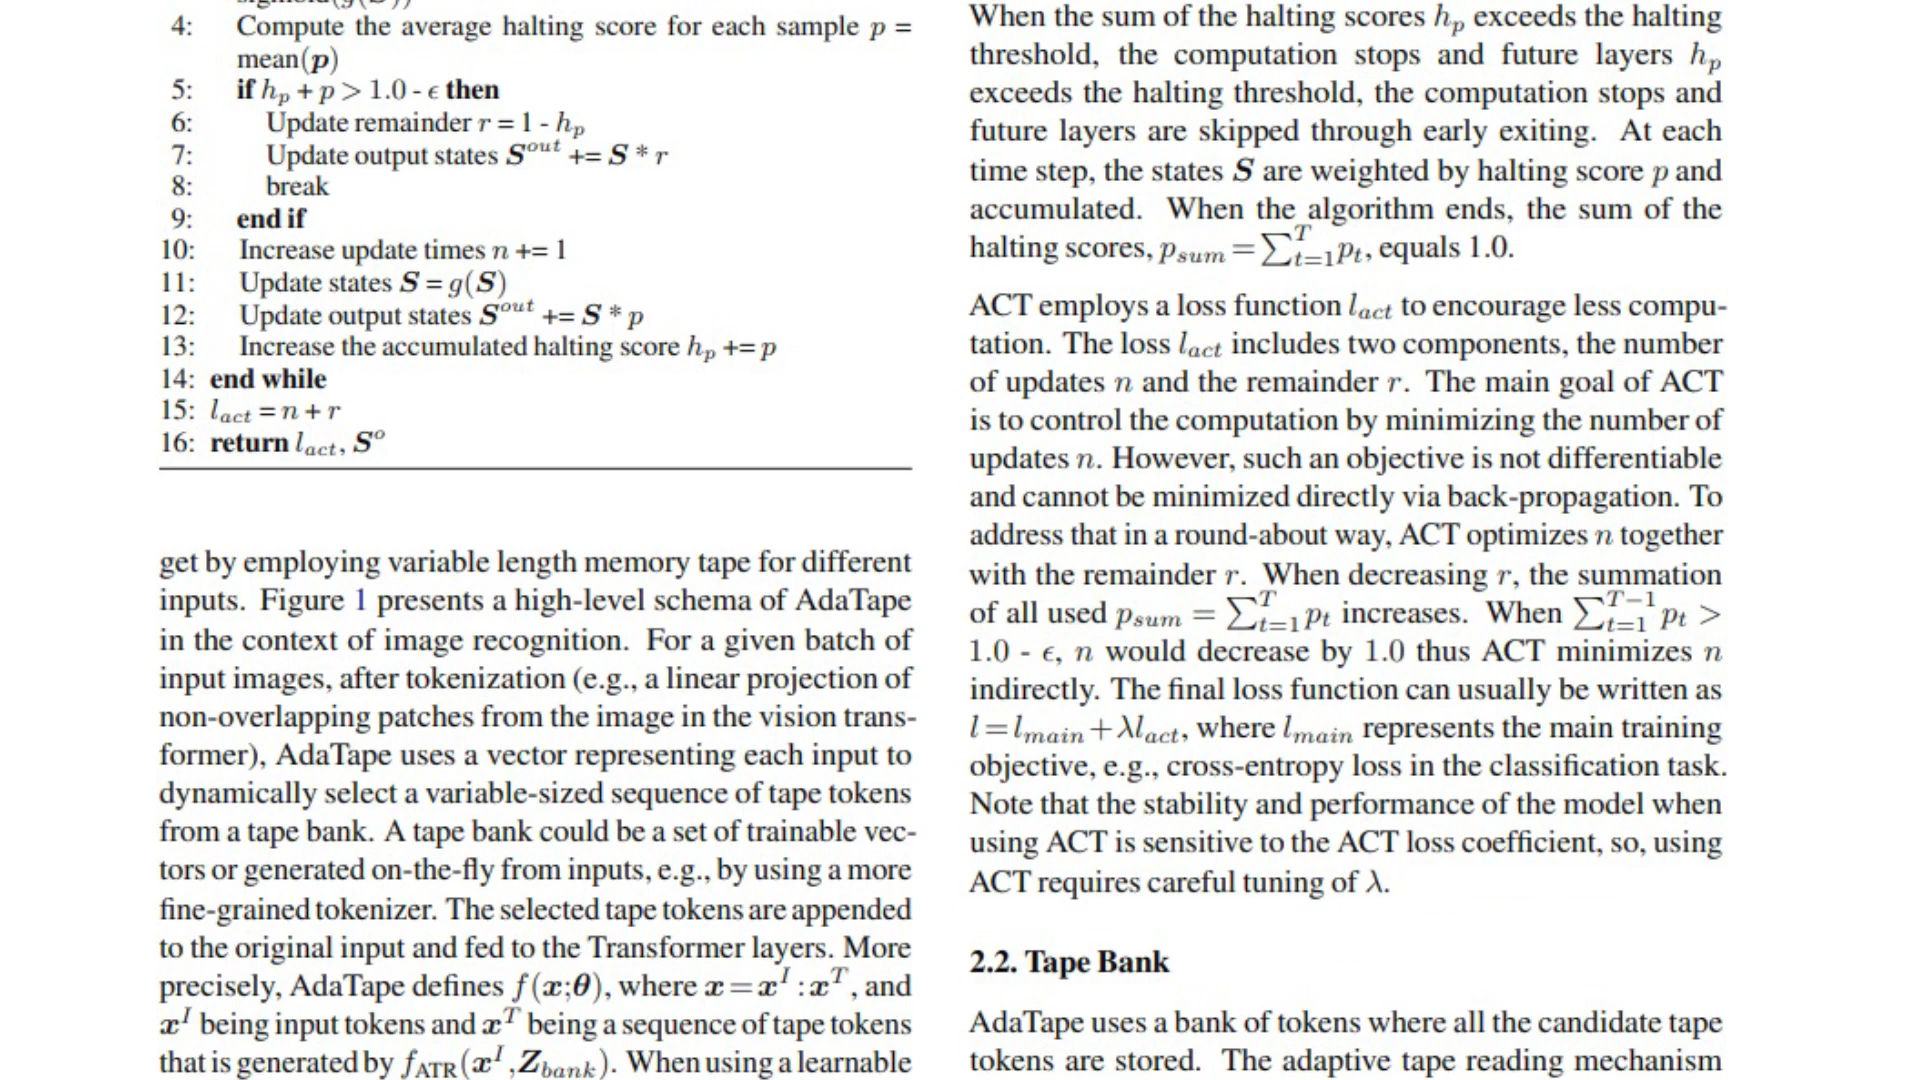 4: Compute the average halting score for each sample p =
mean(p)
5: if hp + p > 1.0 - ϵ then
6: Update remainder r = 1 - hp
7: Update output states S^out += S * r
8: break
9: end if
10: Increase update times n += 1
11: Update states S = g(S)
12: Update output states S^out += S * p
13: Increase the accumulated halting score hp += p
14: end while
15: l_act = n + r
16: return l_act, S^o
get by employing variable length memory tape for different
inputs. Figure 1 presents a high-level schema of AdaTape
in the context of image recognition. For a given batch of
input images, after tokenization (e.g., a linear projection of
non-overlapping patches from the image in the vision trans-
former), AdaTape uses a vector representing each input to
dynamically select a variable-sized sequence of tape tokens
from a tape bank. A tape bank could be a set of trainable vec-
tors or generated on-the-fly from inputs, e.g., by using a more
fine-grained tokenizer. The selected tape tokens are appended
to the original input and fed to the Transformer layers. More
precisely, AdaTape defines f(x;θ), where x=x^I:x^T, and
x^I being input tokens and x^T being a sequence of tape tokens
that is generated by f_ATR(x^I,Z_bank). When using a learnable
When the sum of the halting scores h_p exceeds the halting
threshold, the computation stops and future layers h_p
exceeds the halting threshold, the computation stops and
future layers are skipped through early exiting. At each
time step, the states S are weighted by halting score p and
accumulated. When the algorithm ends, the sum of the
halting scores, p_sum = ∑_{t=1}^T p_t, equals 1.0.
ACT employs a loss function l_act to encourage less compu-
tation. The loss l_act includes two components, the number
of updates n and the remainder r. The main goal of ACT
is to control the computation by minimizing the number of
updates n. However, such an objective is not differentiable
and cannot be minimized directly via back-propagation. To
address that in a round-about way, ACT optimizes n together
with the remainder r. When decreasing r, the summation
of all used p_sum = ∑_{t=1}^T p_t increases. When ∑_{t=1}^{T-1} p_t >
1.0 - ϵ, n would decrease by 1.0 thus ACT minimizes n
indirectly. The final loss function can usually be written as
l=l_main+λl_act, where l_main represents the main training
objective, e.g., cross-entropy loss in the classification task.
Note that the stability and performance of the model when
using ACT is sensitive to the ACT loss coefficient, so, using
ACT requires careful tuning of λ.
2.2. Tape Bank
AdaTape uses a bank of tokens where all the candidate tape
tokens are stored. The adaptive tape reading mechanism